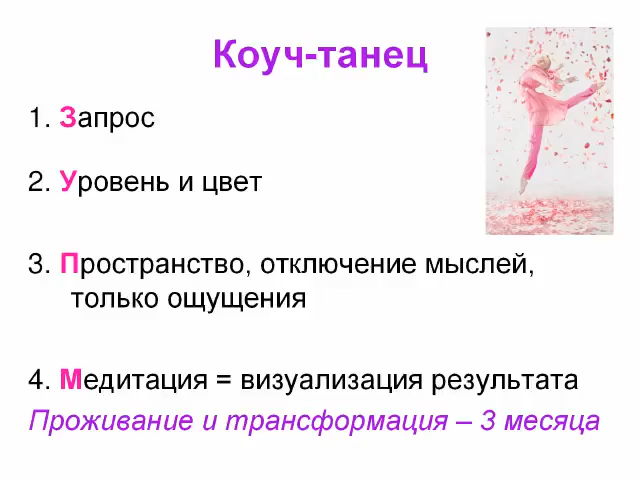 Коуч-танец
1. Запрос
2. Уровень и цвет
3. Пространство, отключение мыслей,
только ощущения
4. Медитация = визуализация результата
Проживание и трансформация – 3 месяца